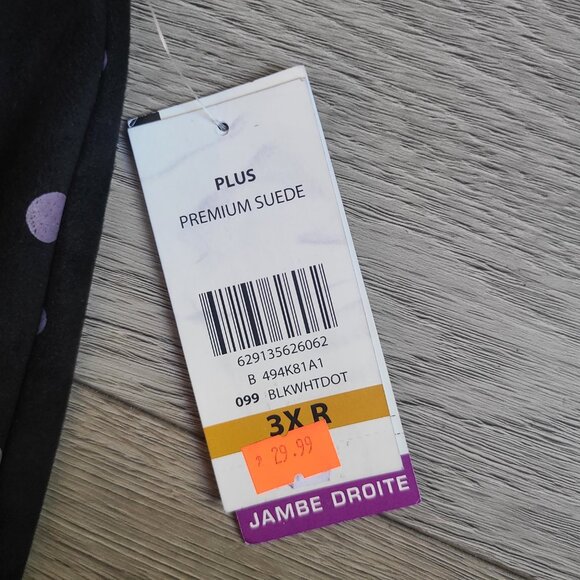 PLUS
PREMIUM SUEDE
629135626062
B 494K81A1
099 BLKWHTDOT
3X R
29.99
JAMBE DROITE